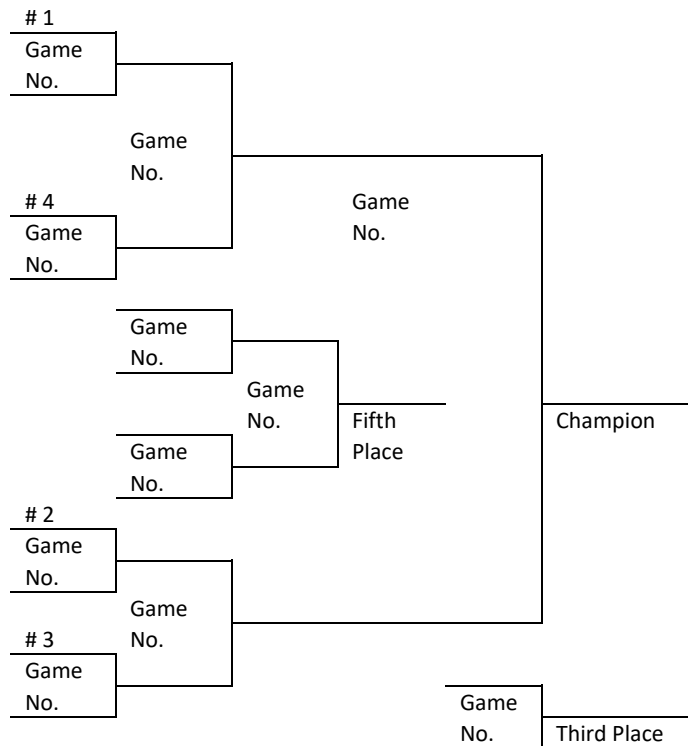 # 1
Game
No.
Game
No.
# 4
Game
No.
Game
No.
Game
No.
Game
No.
Fifth
Place
Champion
Game
No.
# 2
Game
No.
Game
No.
# 3
Game
No.
Game
No.
Third Place